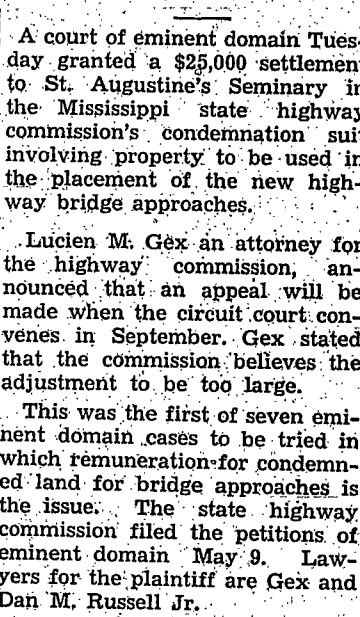 A court of eminent domain Tues
day granted a $25,000 settlemen
to St. Augustine's Seminary in
the Mississippi state highway
commission's condemnation sui
involving property to be used in
the placement of the new high-
way bridge approaches.
Lucien M. Gex an attorney for
the highway commission, an-
nounced that an appeal will be
made when the circuit court con-
venes in September. Gex stated
that the commission believes the
adjustment to be too large.
This was the first of seven emi-
nent domain cases to be tried in
which remuneration for condemn-
ed land for bridge approaches is
the issue. The state highway
commission filed the petitions of
eminent domain May 9. Law-
yers for the plaintiff are Gex and
Dan M. Russell Jr.